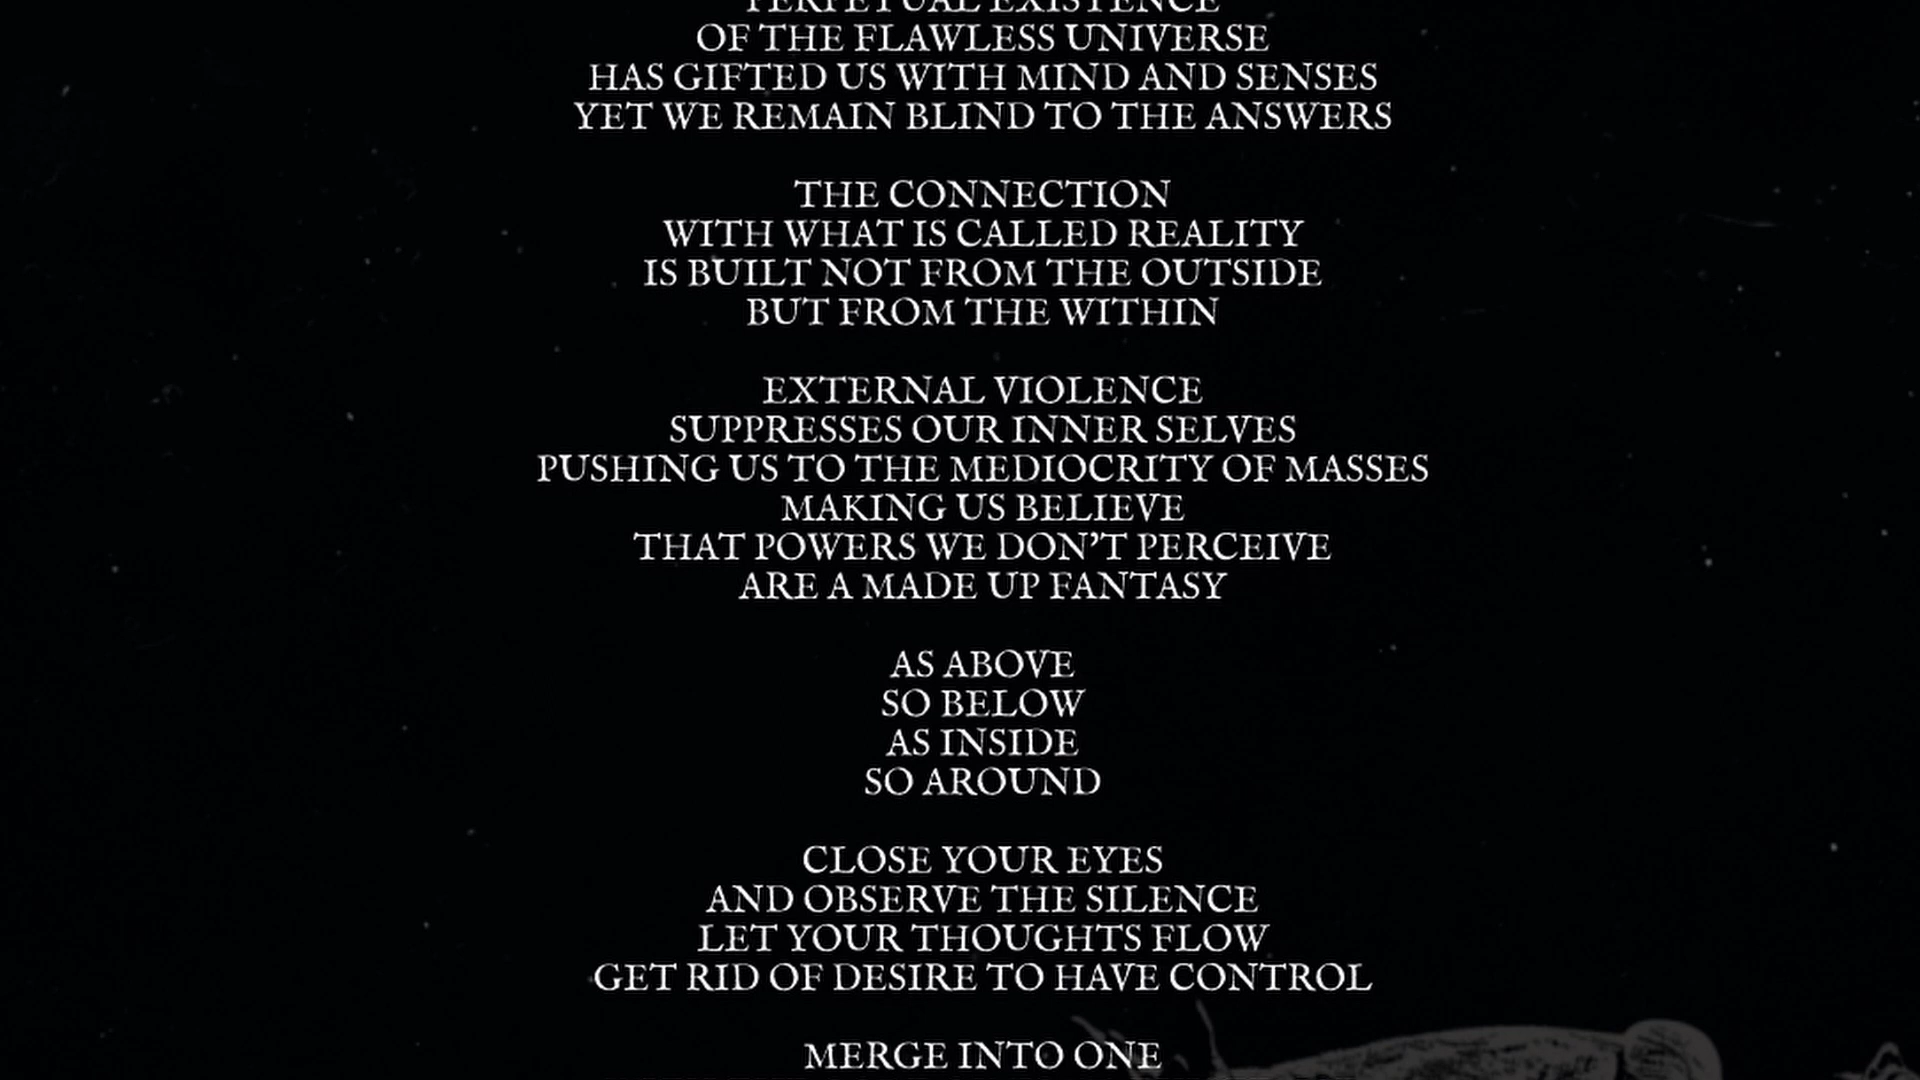 PERPETUAL EXISTENCE
OF THE FLAWLESS UNIVERSE
HAS GIFTED US WITH MIND AND SENSES
YET WE REMAIN BLIND TO THE ANSWERS
THE CONNECTION
WITH WHAT IS CALLED REALITY
IS BUILT NOT FROM THE OUTSIDE
BUT FROM THE WITHIN
EXTERNAL VIOLENCE
SUPPRESSES OUR INNER SELVES
PUSHING US TO THE MEDIOCRITY OF MASSES
MAKING US BELIEVE
THAT POWERS WE DON’T PERCEIVE
ARE A MADE UP FANTASY
AS ABOVE
SO BELOW
AS INSIDE
SO AROUND
CLOSE YOUR EYES
AND OBSERVE THE SILENCE
LET YOUR THOUGHTS FLOW
GET RID OF DESIRE TO HAVE CONTROL
MERGE INTO ONE